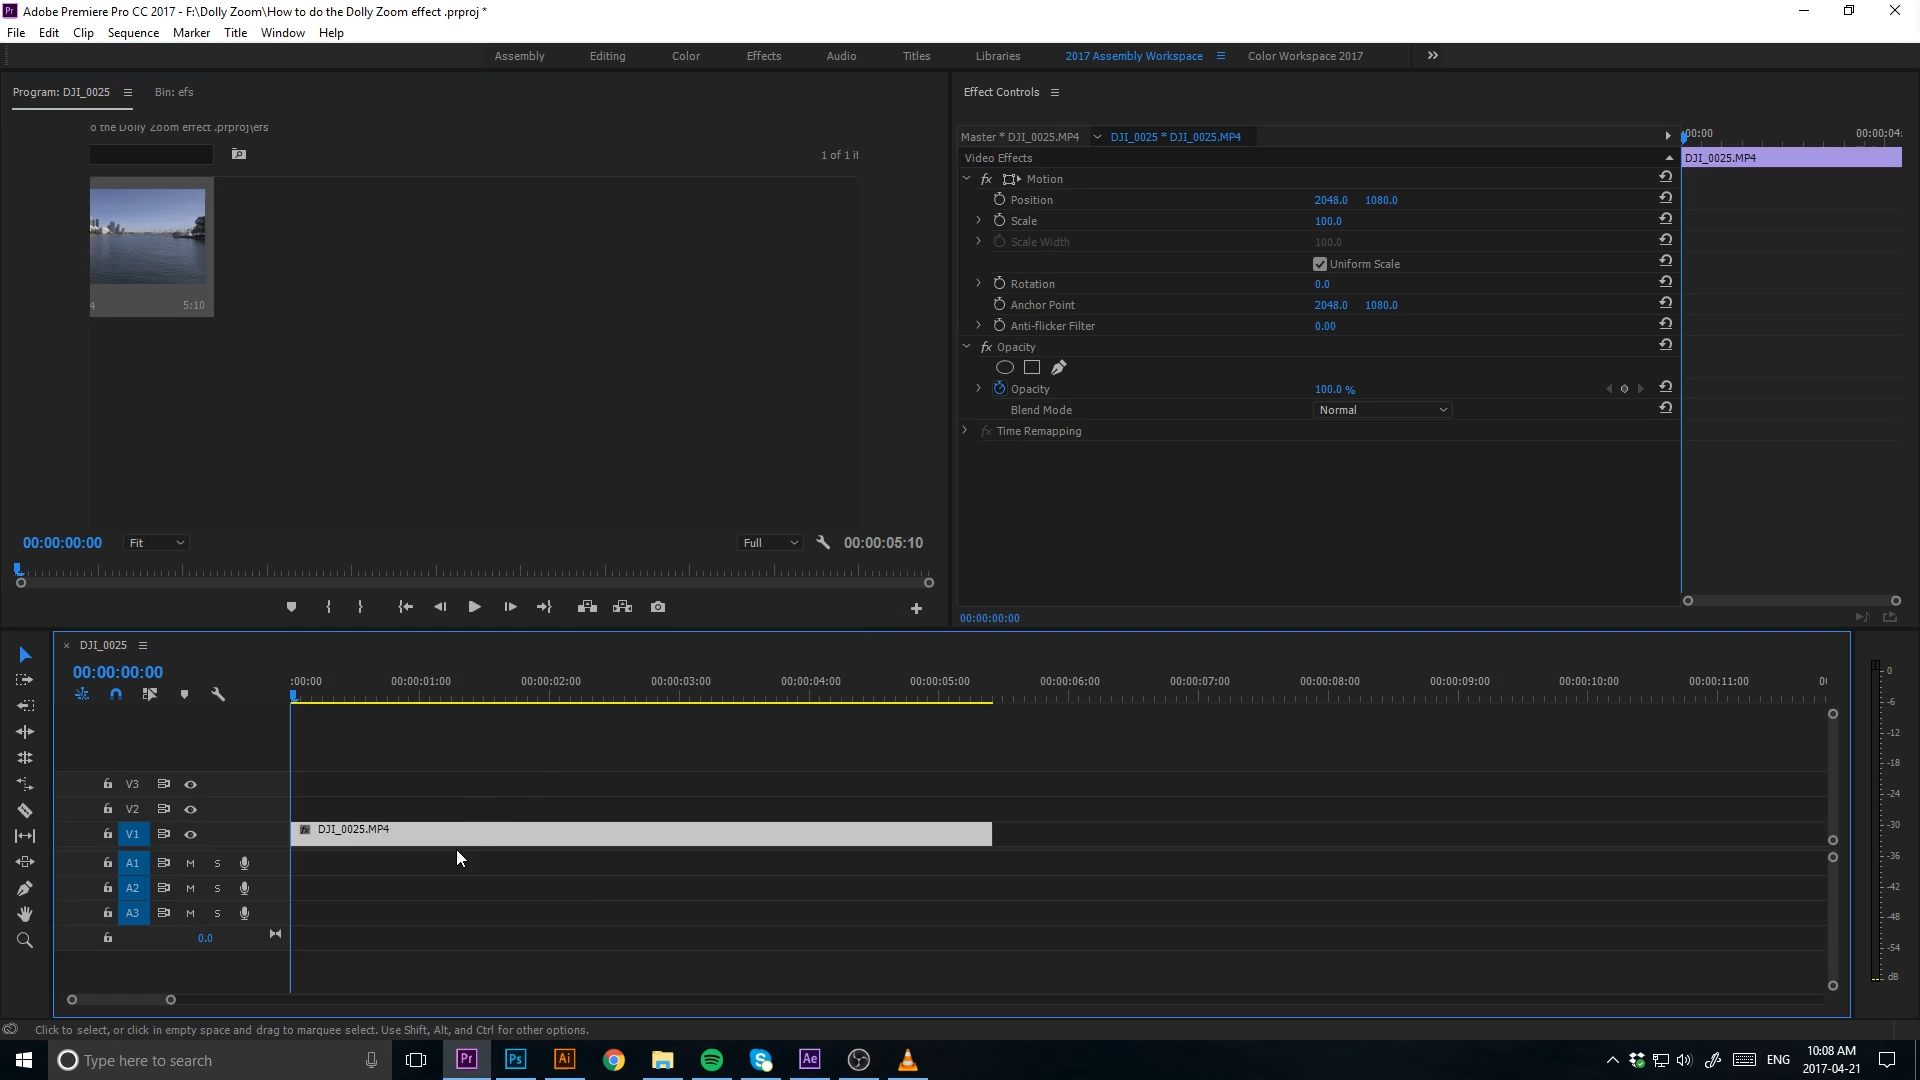 Adobe Premiere Pro CC 2017 - F:\Dolly Zoom\How to do the Dolly Zoom effect .prproj *
File Edit Clip Sequence Marker Title Window Help
Assembly Editing Color Effects Audio Titles Libraries 2017 Assembly Workspace Color Workspace 2017
Program: DJI_0025 Bin: efs
Effect Controls
o the Dolly Zoom effect .prproj\efs
1 of 1 it
4 5:10
Master * DJI_0025.MP4 DJI_0025 * DJI_0025.MP4
:00:00 00:00:04:
Video Effects
DJI_0025.MP4
fx Motion
Position 2048.0 1080.0
Scale 100.0
Scale Width 100.0
Uniform Scale
Rotation 0.0
Anchor Point 2048.0 1080.0
Anti-flicker Filter 0.00
fx Opacity
Opacity 100.0 %
Blend Mode Normal
fx Time Remapping
00:00:00:00 Fit Full 00:00:05:10
00:00:00:00
DJI_0025
00:00:00:00
:00:00 00:00:01:00 00:00:02:00 00:00:03:00 00:00:04:00 00:00:05:00 00:00:06:00 00:00:07:00 00:00:08:00 00:00:09:00 00:00:10:00 00:00:11:00
V3
V2
V1 fx DJI_0025.MP4
A1 M S
A2 M S
A3 M S
0.0
0
-6
-12
-18
-24
-30
-36
-42
-48
-54
dB
Click to select, or click in empty space and drag to marquee select. Use Shift, Alt, and Ctrl for other options.
Type here to search
Pr Ps Ai Ae
ENG
10:08 AM
2017-04-21